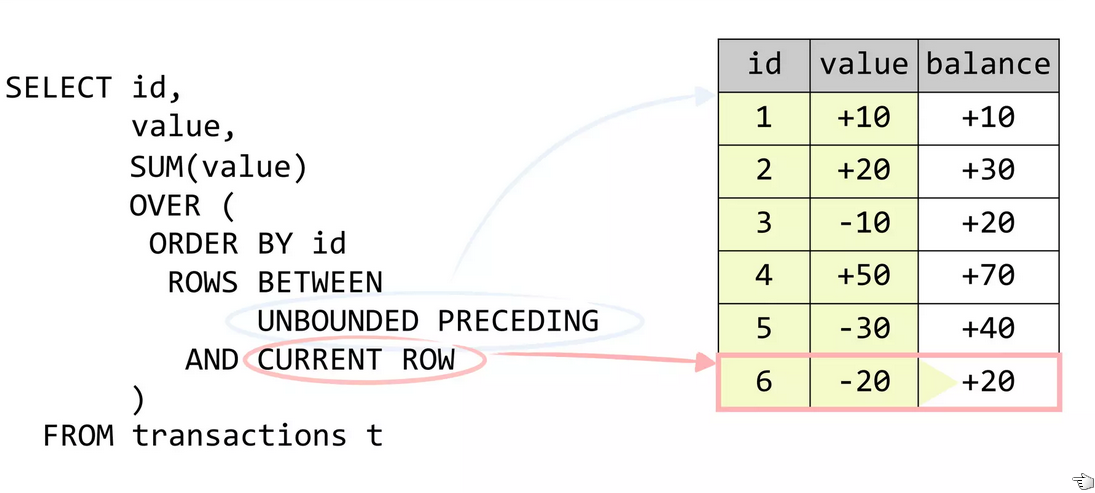 SELECT id,
value,
SUM(value)
OVER (
ORDER BY id
ROWS BETWEEN
UNBOUNDED PRECEDING
AND CURRENT ROW
)
FROM transactions t
id value balance
1 +10 +10
2 +20 +30
3 -10 +20
4 +50 +70
5 -30 +40
6 -20 +20